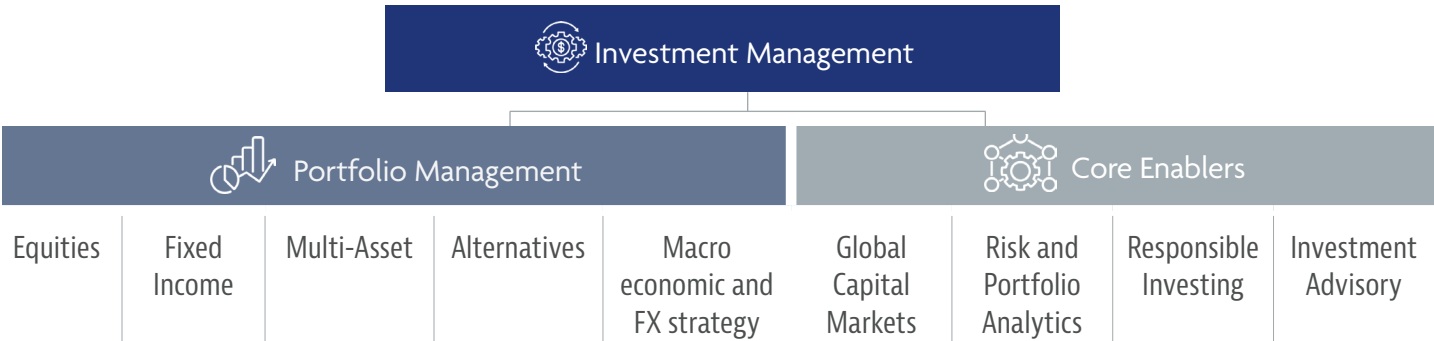 Investment Management
Portfolio Management
Core Enablers
Equities
Fixed
Income
Multi-Asset
Alternatives
Macro
economic and
FX strategy
Global
Capital
Markets
Risk and
Portfolio
Analytics
Responsible
Investing
Investment
Advisory